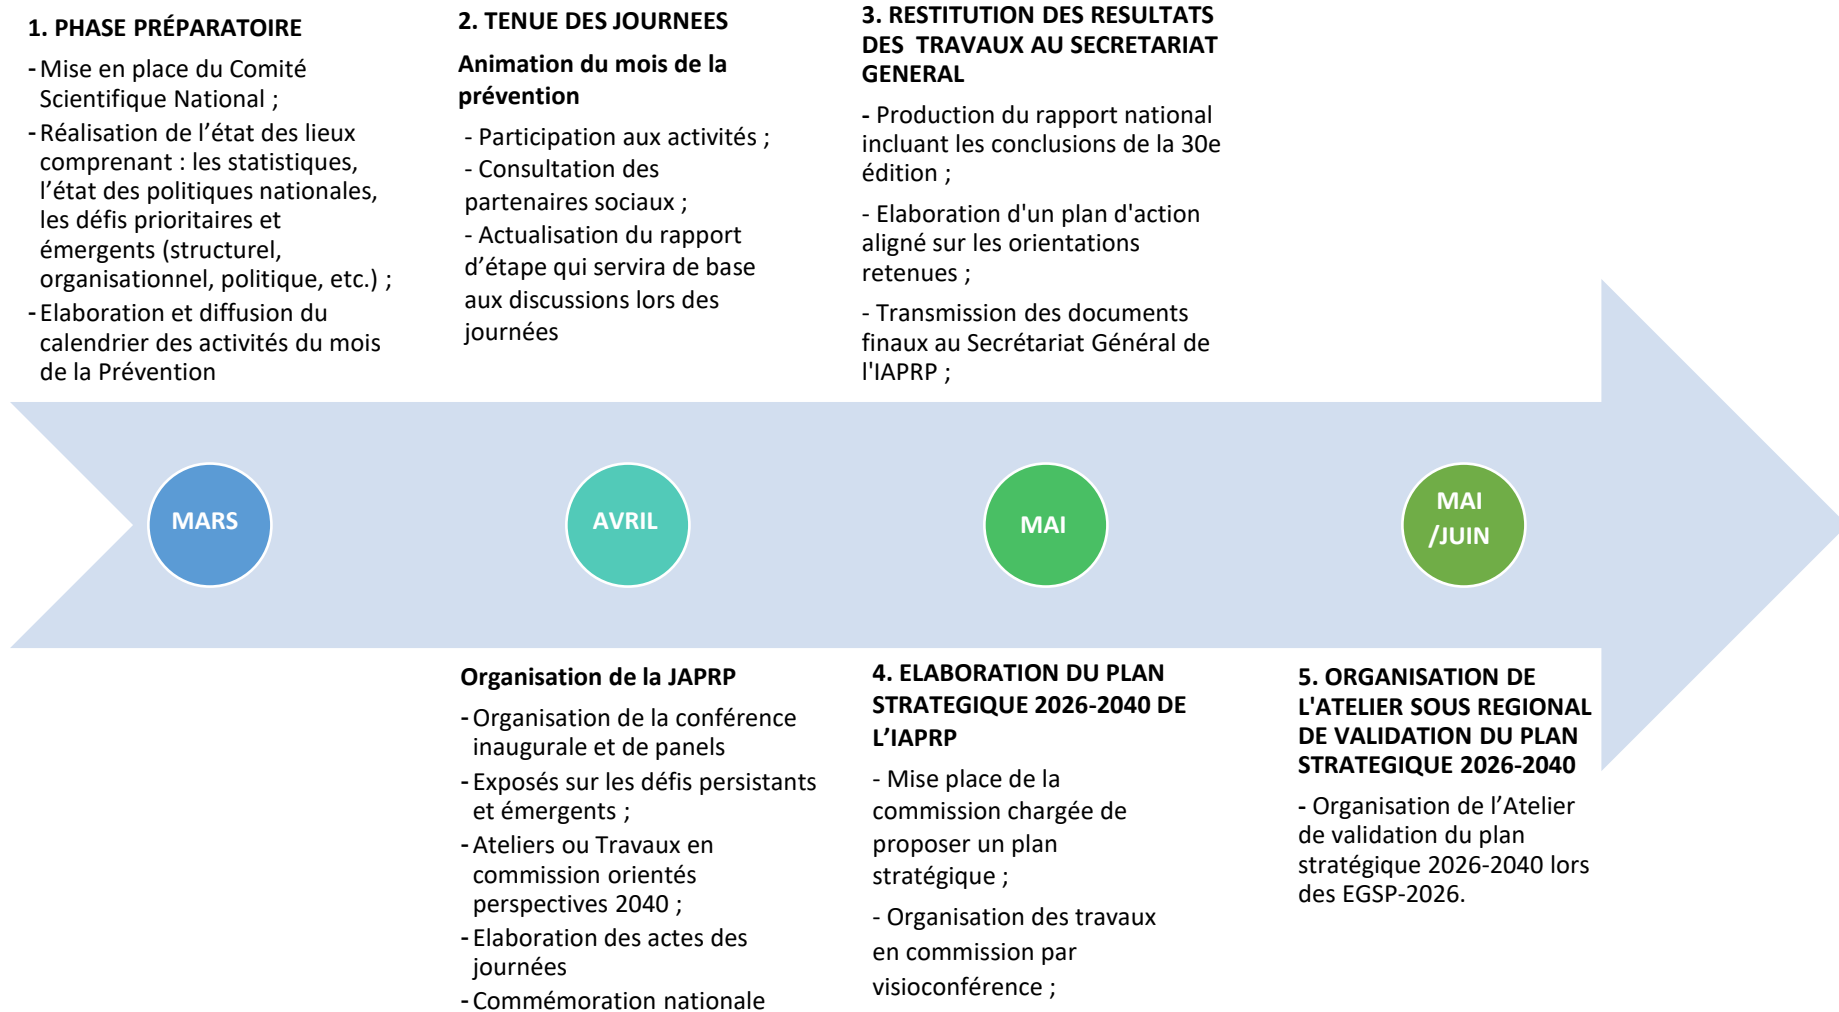 1. PHASE PRÉPARATOIRE
- Mise en place du Comité
Scientifique National ;
- Réalisation de l’état des lieux
comprenant : les statistiques,
l’état des politiques nationales,
les défis prioritaires et
émergents (structurel,
organisationnel, politique, etc.) ;
- Elaboration et diffusion du
calendrier des activités du mois
de la Prévention
2. TENUE DES JOURNEES
Animation du mois de la
prévention
- Participation aux activités ;
- Consultation des
partenaires sociaux ;
- Actualisation du rapport
d’étape qui servira de base
aux discussions lors des
journées
3. RESTITUTION DES RESULTATS
DES TRAVAUX AU SECRETARIAT
GENERAL
- Production du rapport national
incluant les conclusions de la 30e
édition ;
- Elaboration d'un plan d'action
aligné sur les orientations
retenues ;
- Transmission des documents
finaux au Secrétariat Général de
l'IAPRP ;
MARS
AVRIL
MAI
MAI
/JUIN
Organisation de la JAPRP
- Organisation de la conférence
inaugurale et de panels
- Exposés sur les défis persistants
et émergents ;
- Ateliers ou Travaux en
commission orientés
perspectives 2040 ;
- Elaboration des actes des
journées
- Commémoration nationale
4. ELABORATION DU PLAN
STRATEGIQUE 2026-2040 DE
L’IAPRP
- Mise place de la
commission chargée de
proposer un plan
stratégique ;
- Organisation des travaux
en commission par
visioconférence ;
5. ORGANISATION DE
L'ATELIER SOUS REGIONAL
DE VALIDATION DU PLAN
STRATEGIQUE 2026-2040
- Organisation de l’Atelier
de validation du plan
stratégique 2026-2040 lors
des EGSP-2026.